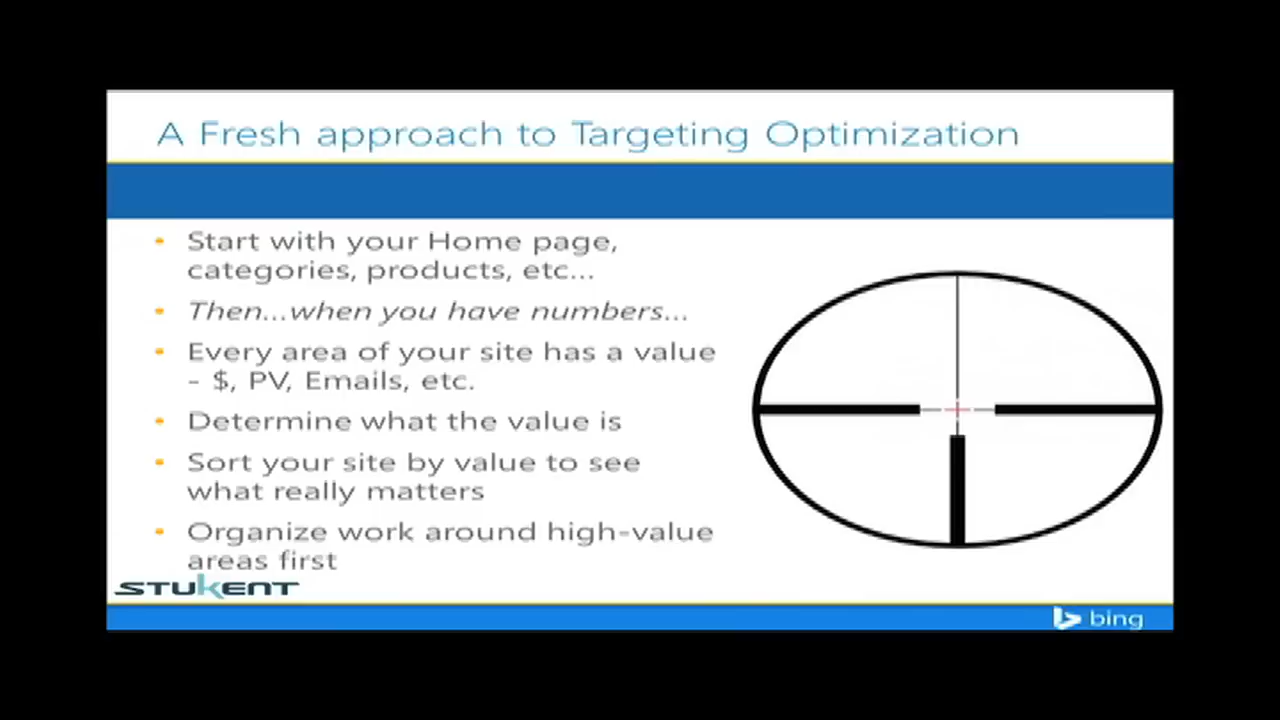 A Fresh approach to Targeting Optimization
• Start with your Home page,
categories, products, etc...
• Then...when you have numbers...
• Every area of your site has a value
– $, PV, Emails, etc.
• Determine what the value is
• Sort your site by value to see
what really matters
• Organize work around high-value
areas first
STUKENT
bing